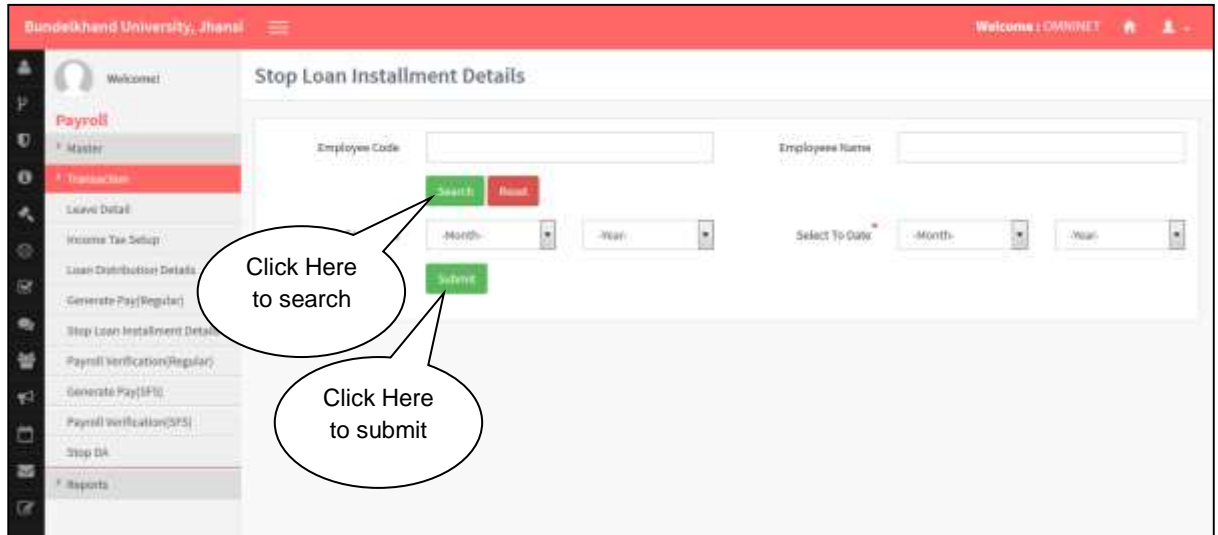 Bundelkhand University, Jhansi
Welcome : OMNINET
Welcome!
Stop Loan Installment Details
Payroll
Master
Transaction
Leave Detail
Income Tax Setup
Loan Distribution Details
Generate Pay(Regular)
Stop Loan Installment Details
Payroll Verification(Regular)
Generate Pay(SFS)
Payroll Verification(SFS)
Stop DA
Reports
Employee Code
Employeee Name
Search Reset
-Month- -Year-
Select To Date * -Month- -Year-
Submit
Click Here
to search
Click Here
to submit